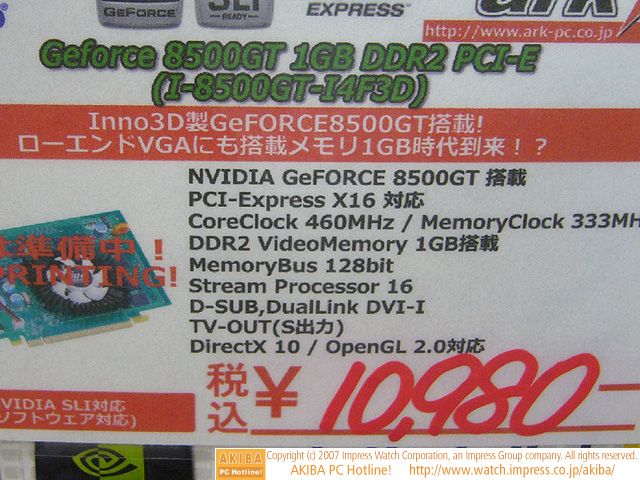 GEFORCE
SLI
READY
EXPRESS
ark
http://www.ark-pc.co.jp
Geforce 8500GT 1GB DDR2 PCI-E
(I-8500GT-I4F3D)
Inno3D製GeFORCE8500GT搭載!
ローエンドVGAにも搭載メモリ1GB時代到来!?
NVIDIA GeFORCE 8500GT 搭載
PCI-Express X16 対応
CoreClock 460MHz / MemoryClock 333MH
DDR2 VideoMemory 1GB搭載
MemoryBus 128bit
Stream Processor 16
D-SUB,DualLink DVI-I
TV-OUT(S出力)
DirectX 10 / OpenGL 2.0対応
準備中!
PRINTING!
税込 ¥ 10,980
VIDIA SLI対応
ソフトウェア対応)
AKIBA
PC Hotline!
Copyright (c) 2007 Impress Watch Corporation, an Impress Group company. All rights reserved.
AKIBA PC Hotline! http://www.watch.impress.co.jp/akiba/